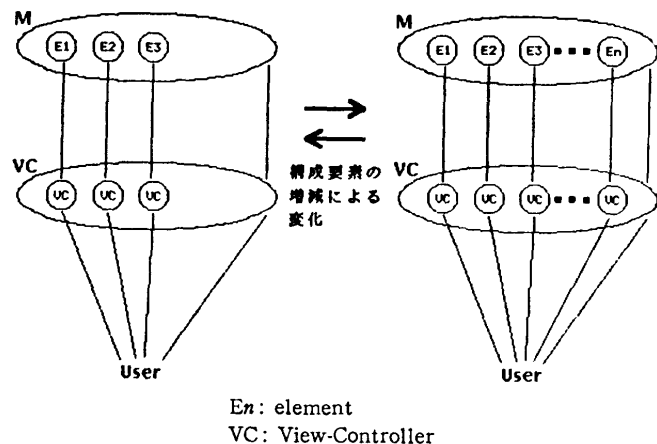 M
E1 E2 E3
VC
VC VC VC
User
構成要素の
増減による
変化
M
E1 E2 E3 En
VC
VC VC VC VC
User
En: element
VC: View-Controller